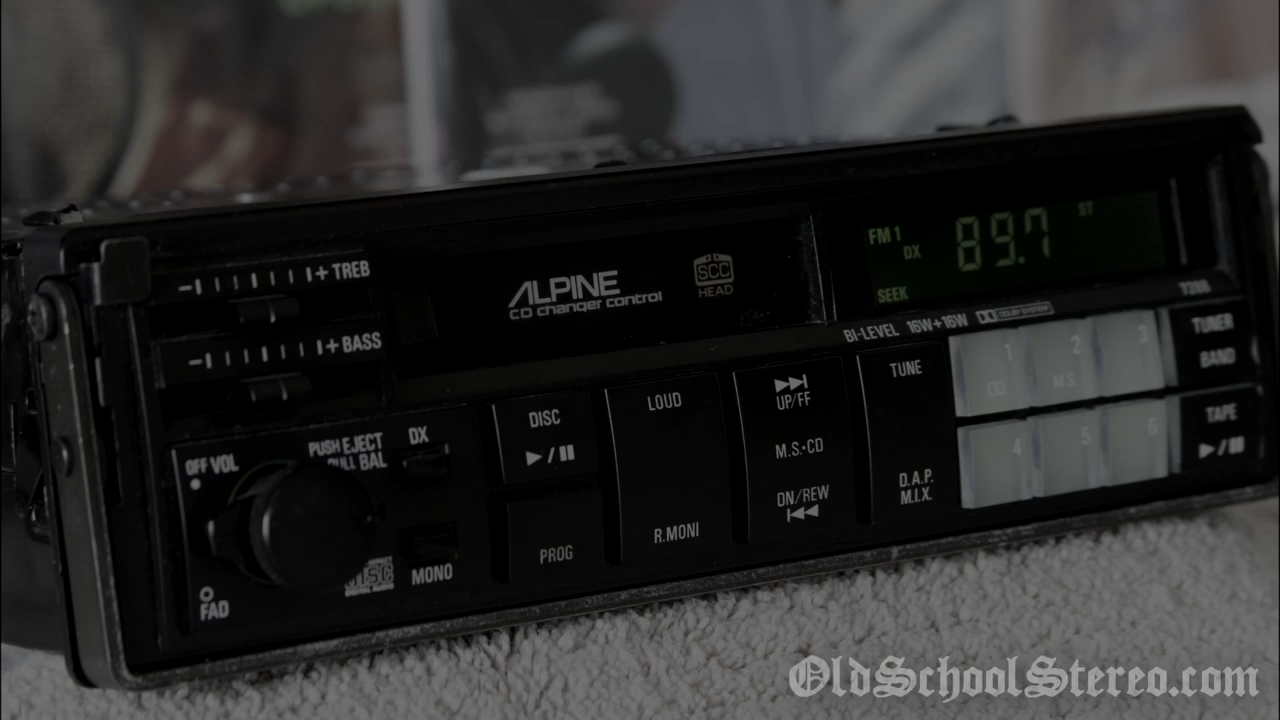 - + TREB
- + BASS
ALPINE
CD changer control
SCC
HEAD
FM 1
DX
89.7
ST
SEEK
BI-LEVEL 16W+16W DOLBY SYSTEM
OFF VOL
PUSH EJECT
PULL BAL
DX
FAD
MONO
DISC
PROG
LOUD
R.MONI
UP/FF
M.S•CD
DN/REW
TUNE
D.A.P.
M.I.X.
1
2
3
M.S.
4
5
6
TUNER
BAND
TAPE
OldSchoolStereo.com